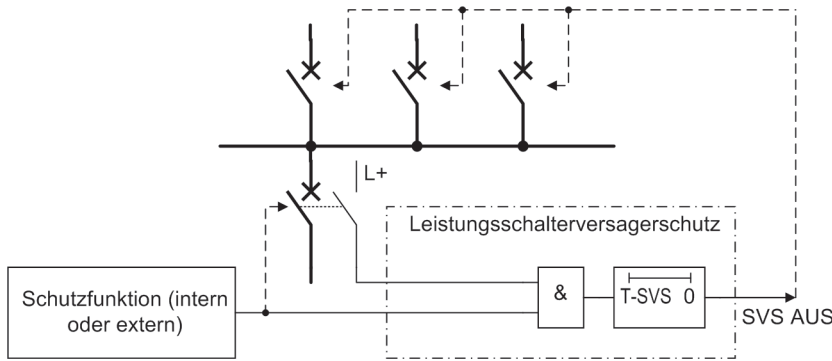 L+
Leistungsschalterversagerschutz
Schutzfunktion (intern
oder extern)
&
T-SVS 0
SVS AUS